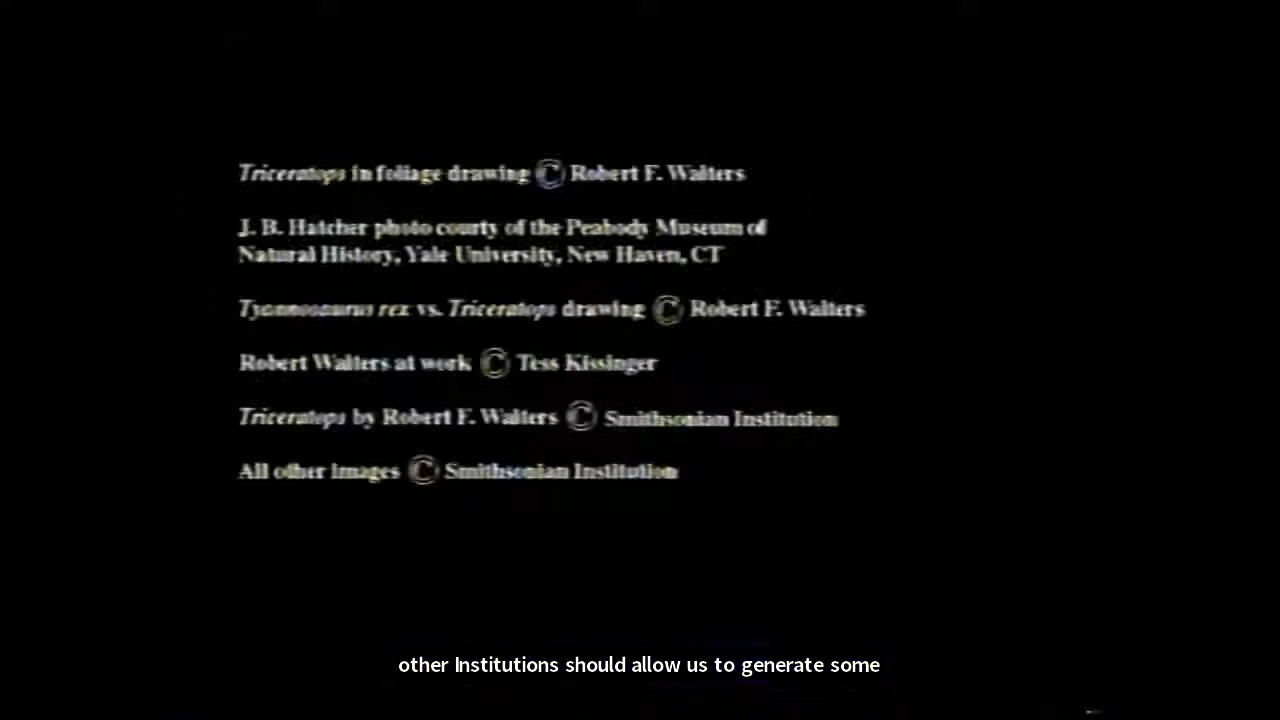 Triceratops in foliage drawing © Robert F. Walters
J. B. Hatcher photo courty of the Peabody Museum of
Natural History, Yale University, New Haven, CT
Tyannosaurus rex vs. Triceratops drawing © Robert F. Walters
Robert Walters at work © Tess Kissinger
Triceratops by Robert F. Walters © Smithsonian Institution
All other images © Smithsonian Institution
other Institutions should allow us to generate some